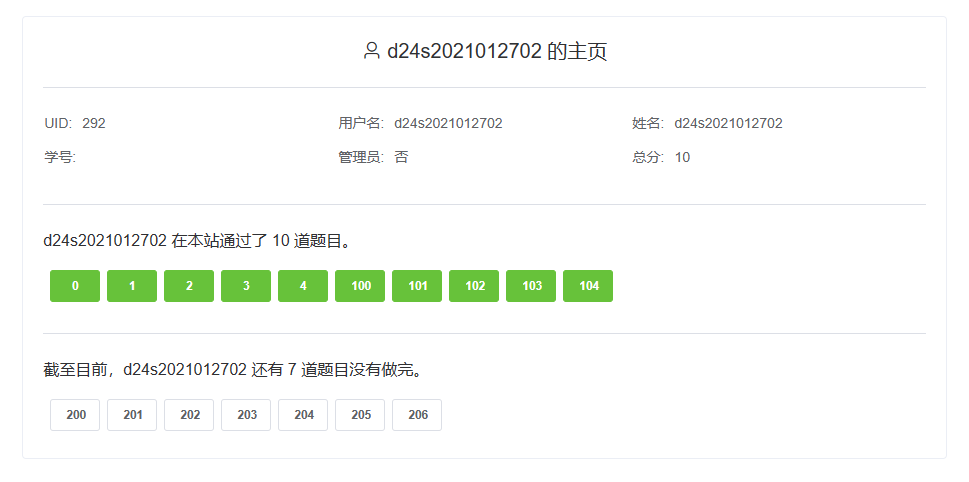 d24s2021012702 的主页
UID: 292 用户名: d24s2021012702 姓名: d24s2021012702
学号: 管理员: 否 总分: 10
d24s2021012702 在本站通过了 10 道题目。
0 1 2 3 4 100 101 102 103 104
截至目前，d24s2021012702 还有 7 道题目没有做完。
200 201 202 203 204 205 206